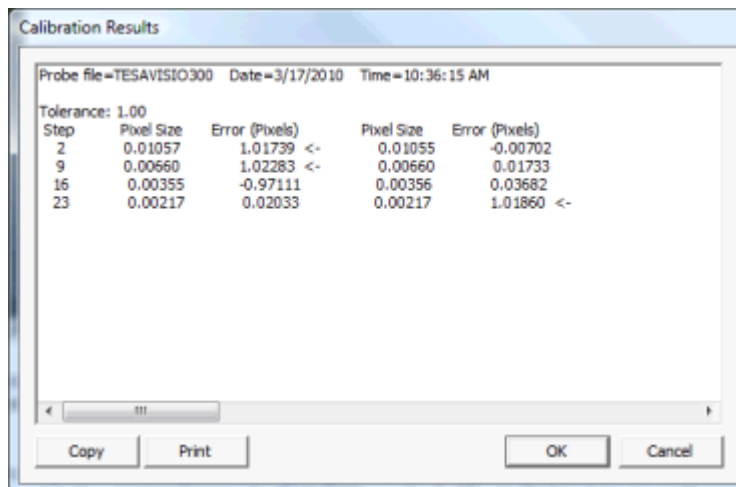 Calibration Results
Probe file=TESAVISIO300 Date=3/17/2010 Time=10:36:15 AM
Tolerance: 1.00
Step Pixel Size Error (Pixels) Pixel Size Error (Pixels)
2 0.01057 1.01739 <- 0.01055 -0.00702
9 0.00660 1.02283 <- 0.00660 0.01733
16 0.00355 -0.97111 0.00356 0.03682
23 0.00217 0.02033 0.00217 1.01860 <-
Copy Print OK Cancel